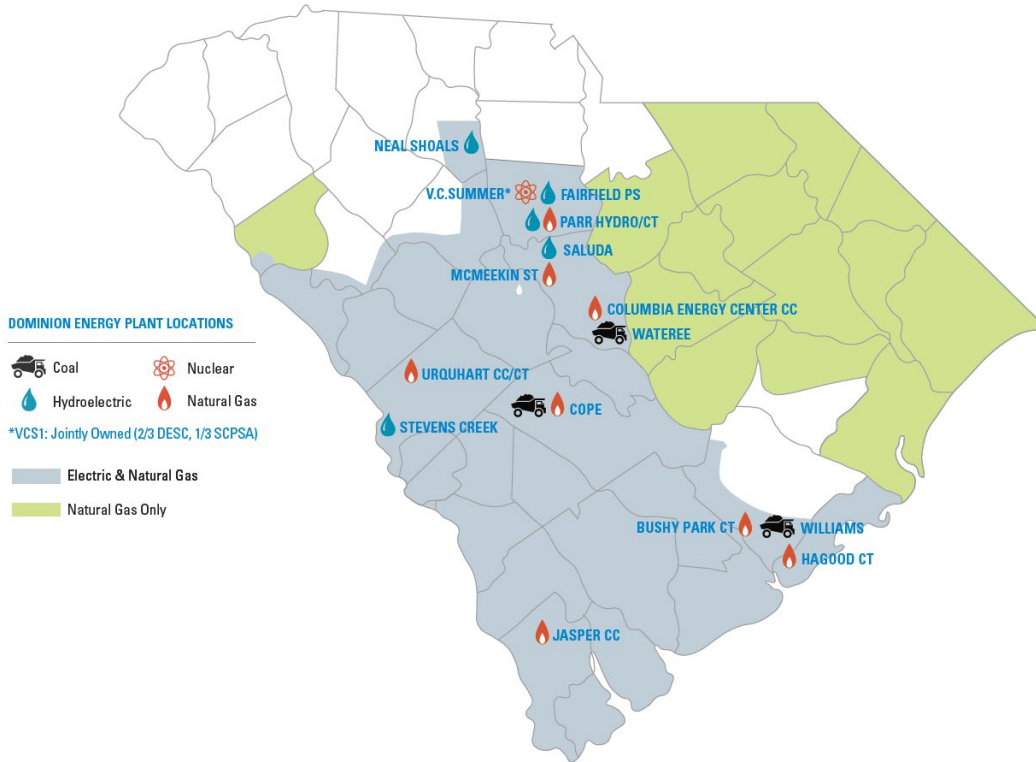 NEAL SHOALS
V.C.SUMMER*
FAIRFIELD PS
PARR HYDRO/CT
SALUDA
MCMEEKIN ST
COLUMBIA ENERGY CENTER CC
WATEREE
DOMINION ENERGY PLANT LOCATIONS
Coal
Nuclear
Hydroelectric
Natural Gas
*VCS1: Jointly Owned (2/3 DESC, 1/3 SCPSA)
Electric & Natural Gas
Natural Gas Only
URQUHART CC/CT
COPE
STEVENS CREEK
BUSHY PARK CT
WILLIAMS
HAGOOD CT
JASPER CC